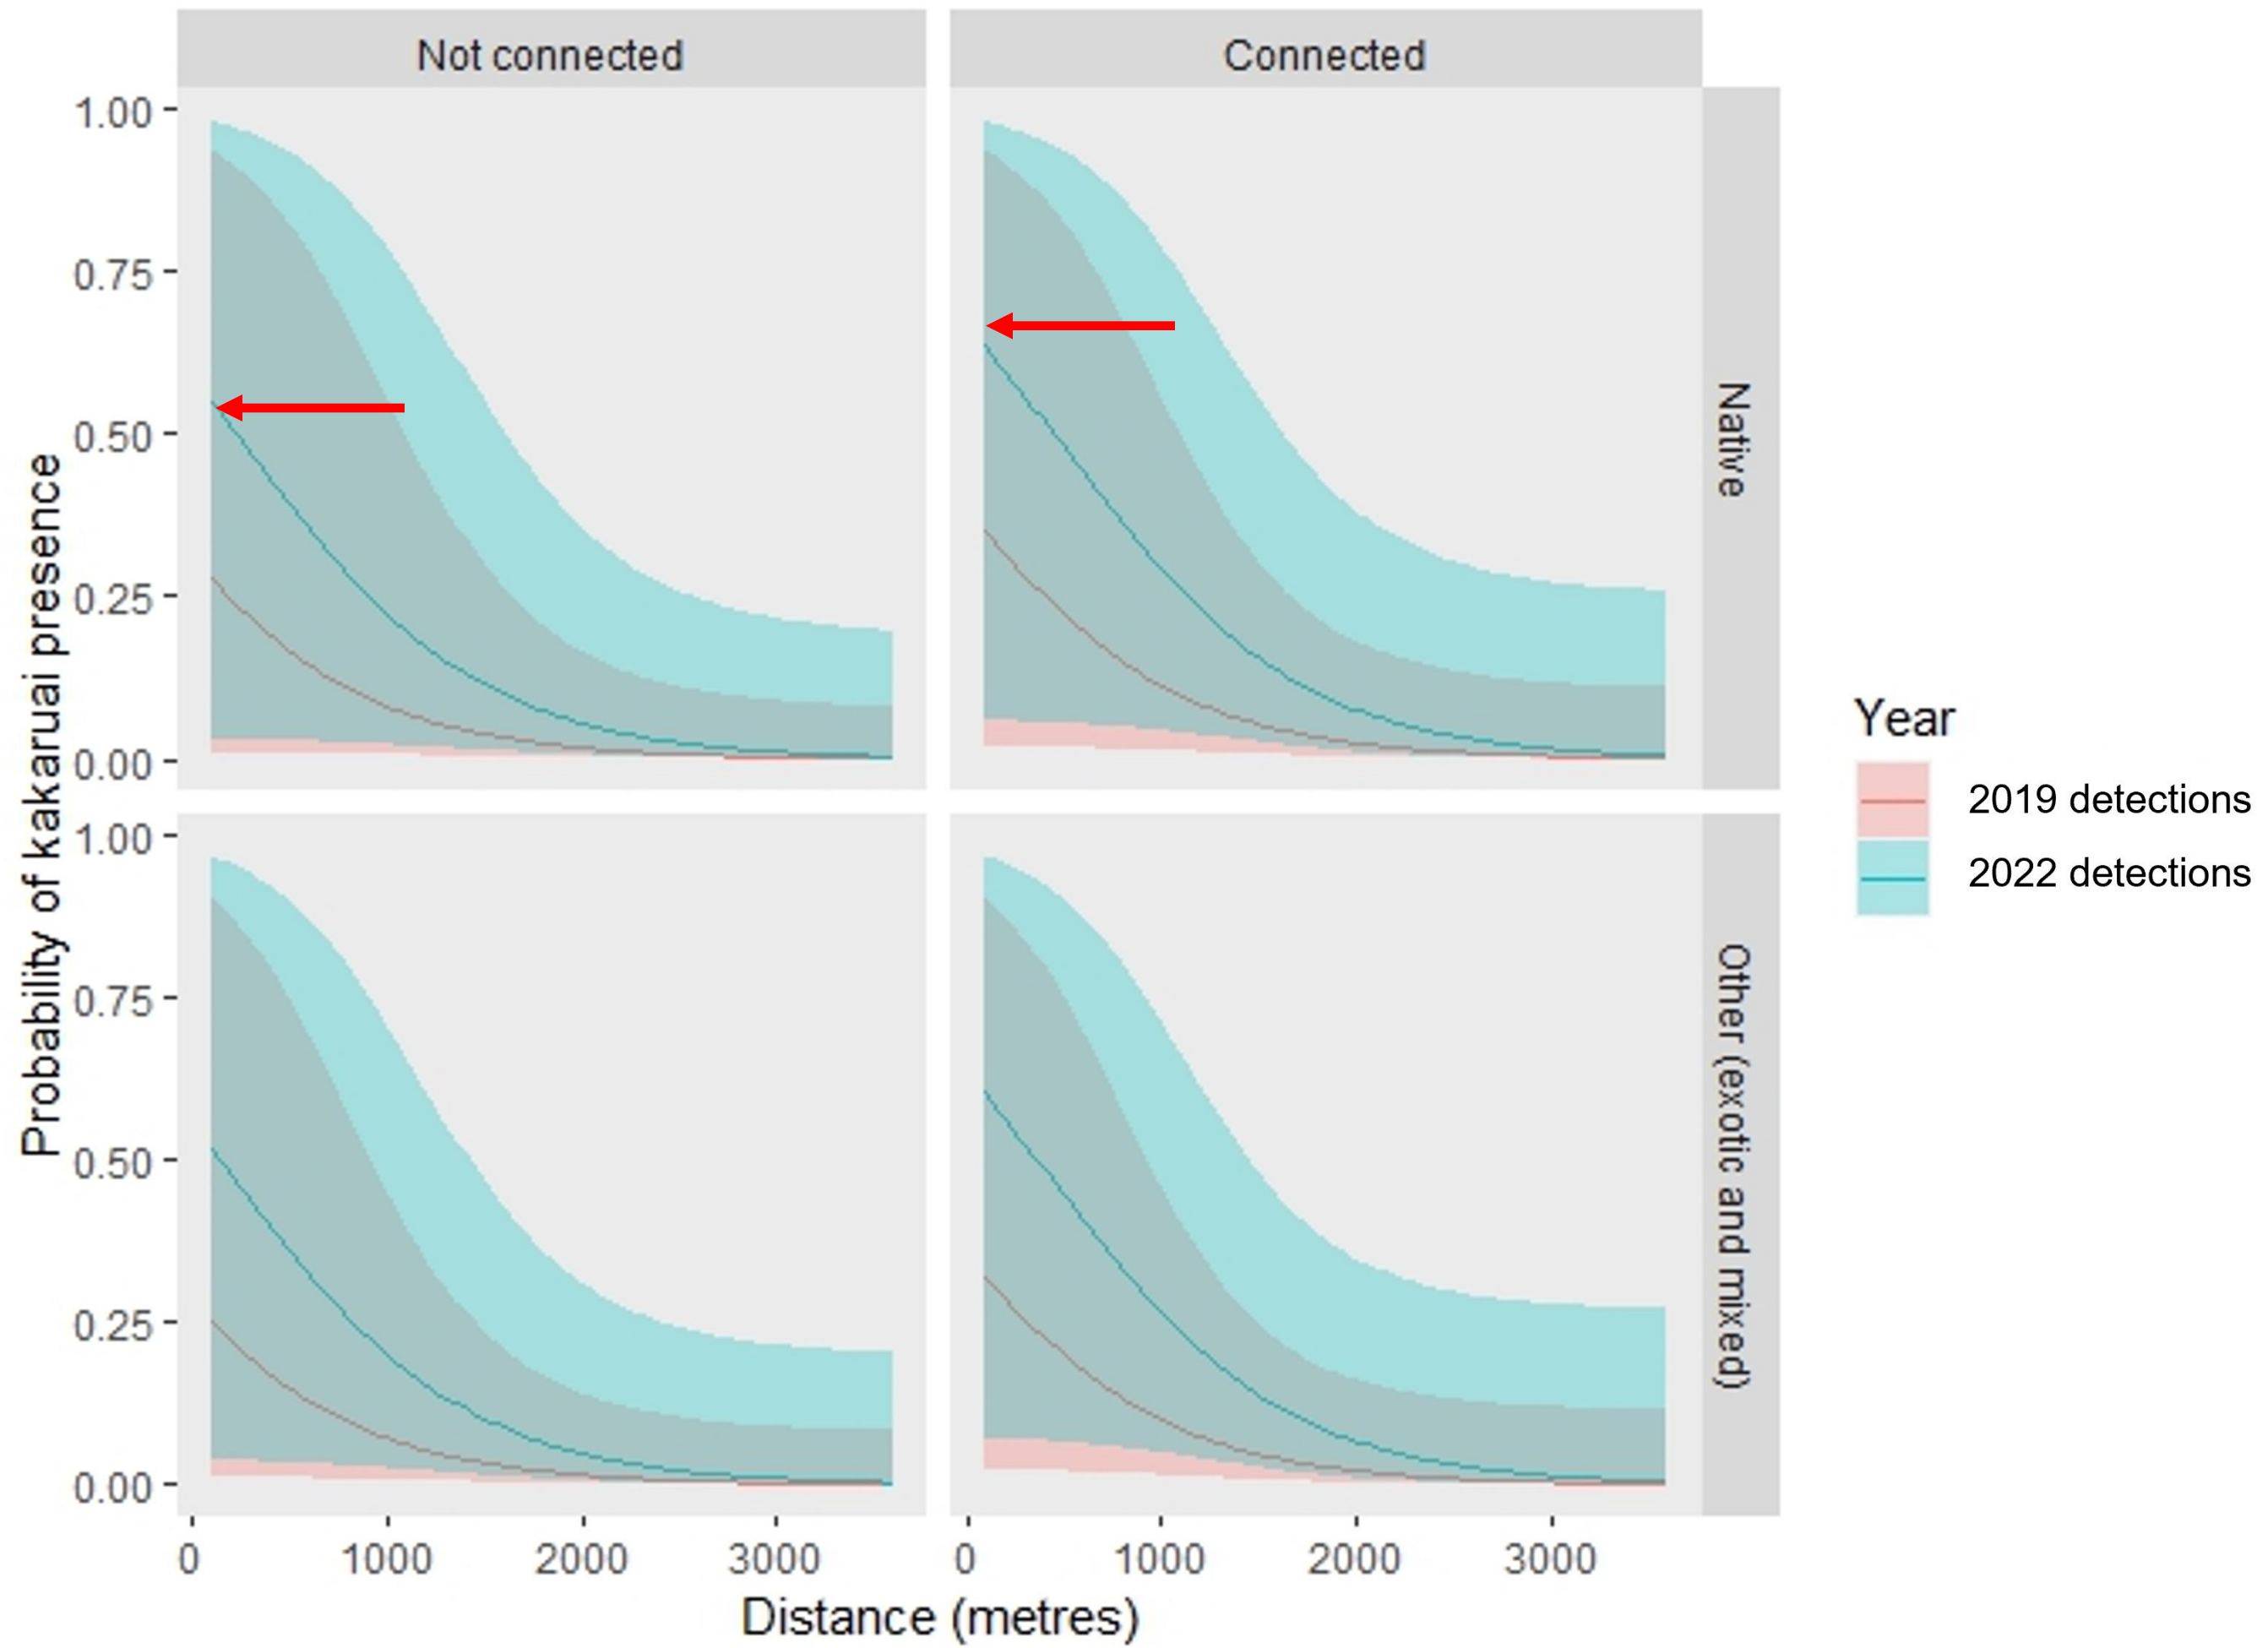 Not connected
Connected
1.00
0.75
0.50
0.25
0.00
Native
1.00
0.75
0.50
0.25
0.00
Other (exotic and mixed)
Probability of kakaruai presence
0
1000
2000
3000
0
1000
2000
3000
Distance (metres)
Year
2019 detections
2022 detections